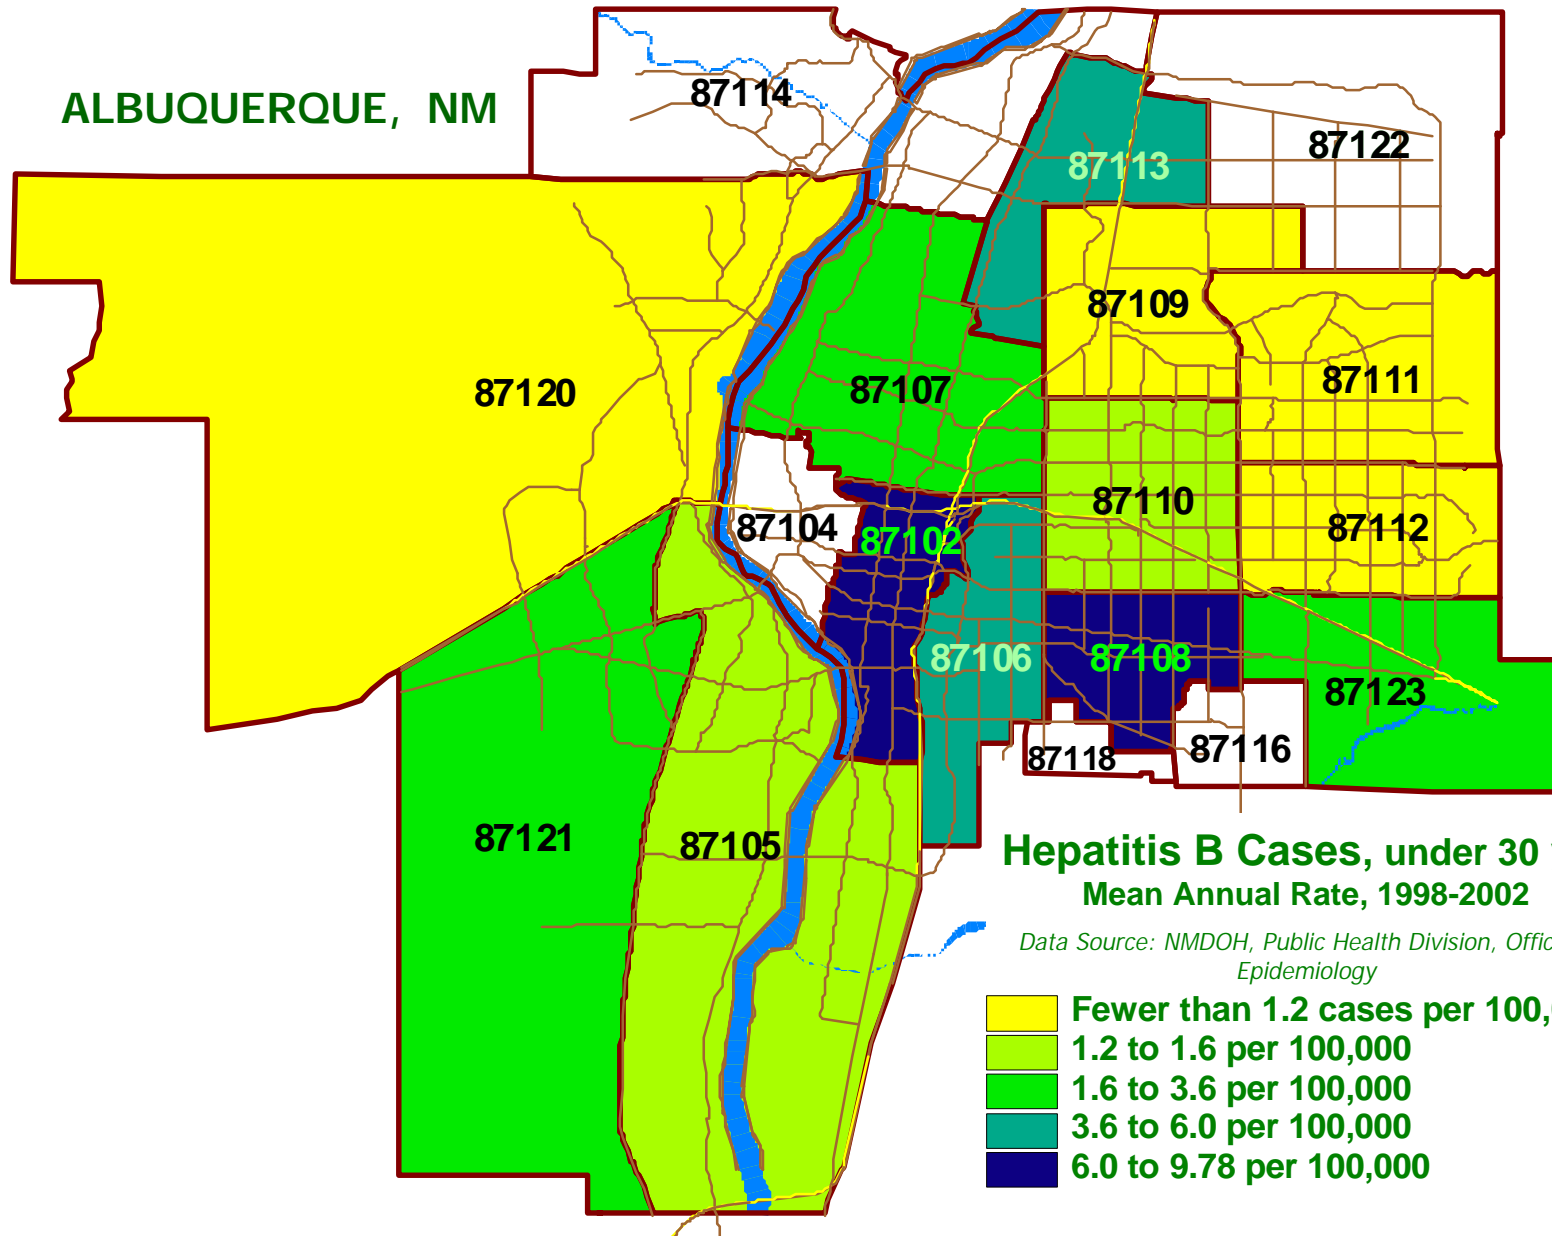 ALBUQUERQUE, NM
87114
87122
87113
87109
87111
87120
87107
87110
87104
87102
87112
87106
87108
87123
87118
87116
87121
87105
Hepatitis B Cases, under 30
Mean Annual Rate, 1998-2002
Data Source: NMDOH, Public Health Division,
Epidemiology
Fewer than 1.2 cases per 100,
1.2 to 1.6 per 100,000
1.6 to 3.6 per 100,000
3.6 to 6.0 per 100,000
6.0 to 9.78 per 100,000